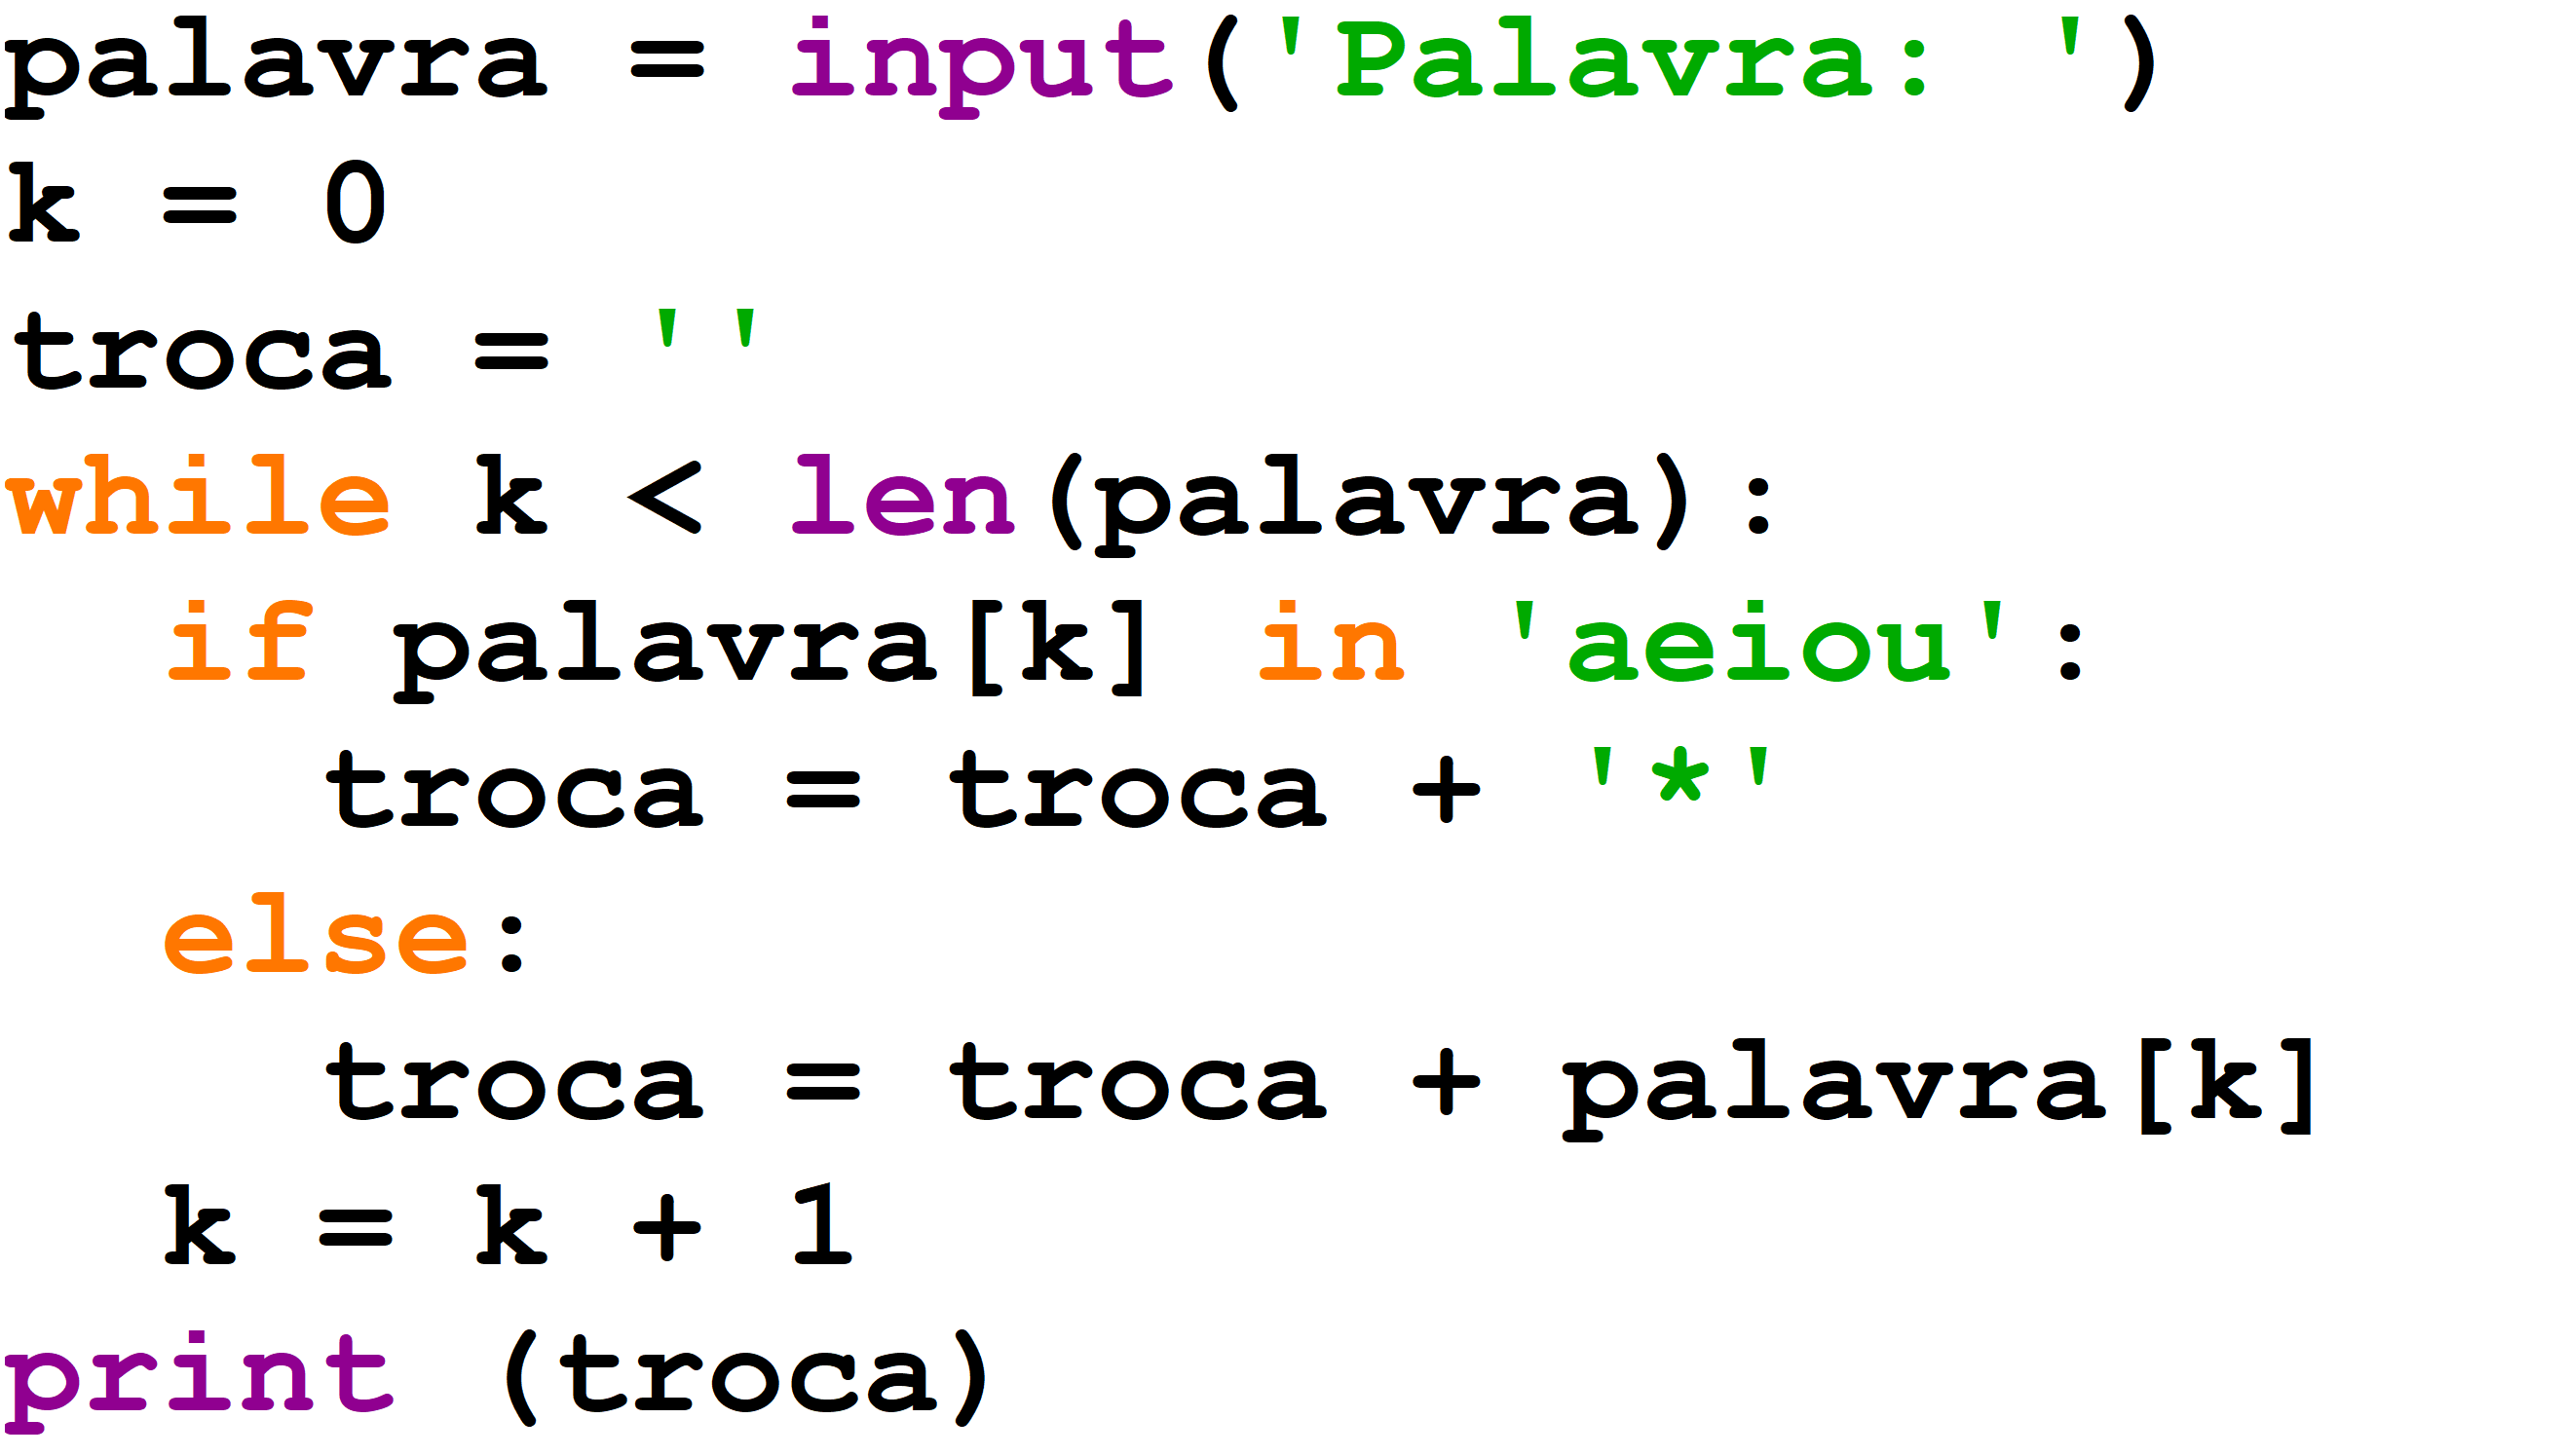 palavra = input('Palavra: ')
k = 0
troca = ''
while k < len(palavra):
  if palavra[k] in 'aeiou':
    troca = troca + '*'
  else:
    troca = troca + palavra[k]
  k = k + 1
print (troca)